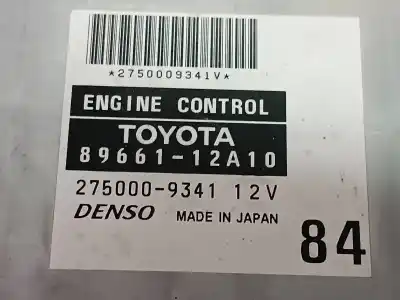 *2750009341V*
ENGINE CONTROL
TOYOTA
89661-12A10
275000-9341 12V
DENSO MADE IN JAPAN
84